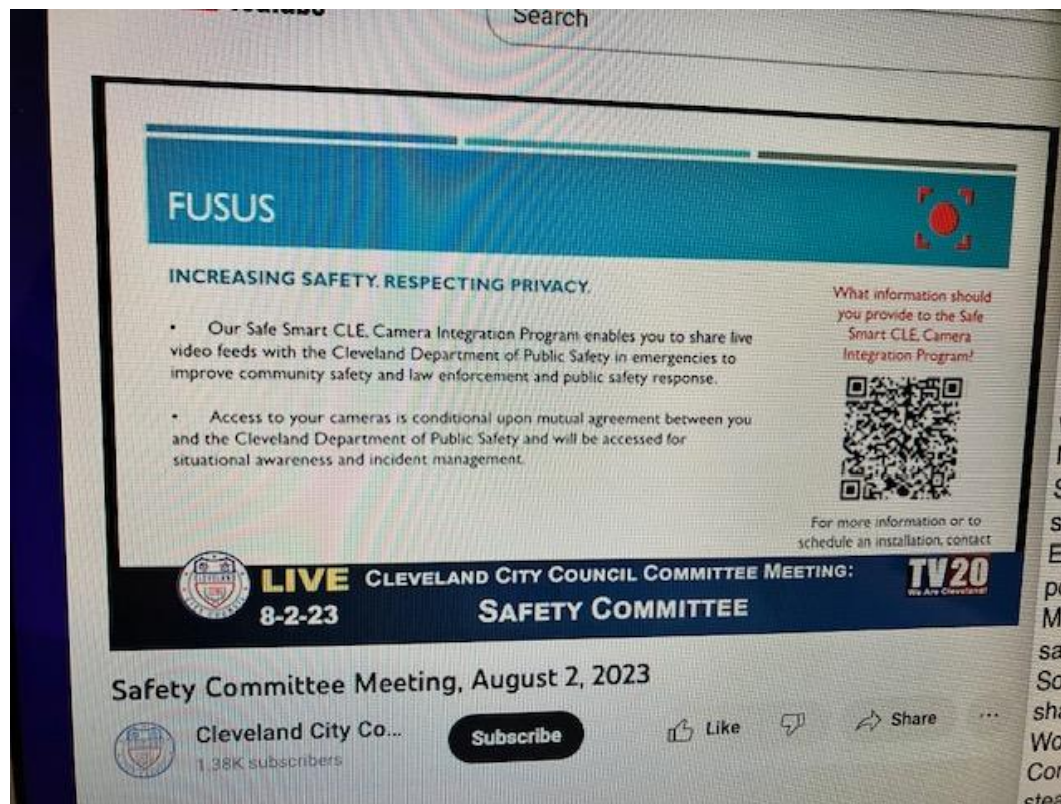 Search
FUSUS
INCREASING SAFETY. RESPECTING PRIVACY.
What information should
you provide to the Safe
Smart CLE. Camera
Integration Program?
• Our Safe Smart CLE. Camera Integration Program enables you to share live
video feeds with the Cleveland Department of Public Safety in emergencies to
improve community safety and law enforcement and public safety response.
• Access to your cameras is conditional upon mutual agreement between you
and the Cleveland Department of Public Safety and will be accessed for
situational awareness and incident management.
For more information or to
schedule an installation, contact
LIVE
8-2-23
CLEVELAND CITY COUNCIL COMMITTEE MEETING:
SAFETY COMMITTEE
TV20
We Are Cleveland!
Safety Committee Meeting, August 2, 2023
Cleveland City Co...
1.38K subscribers
Subscribe
Like
Share
...